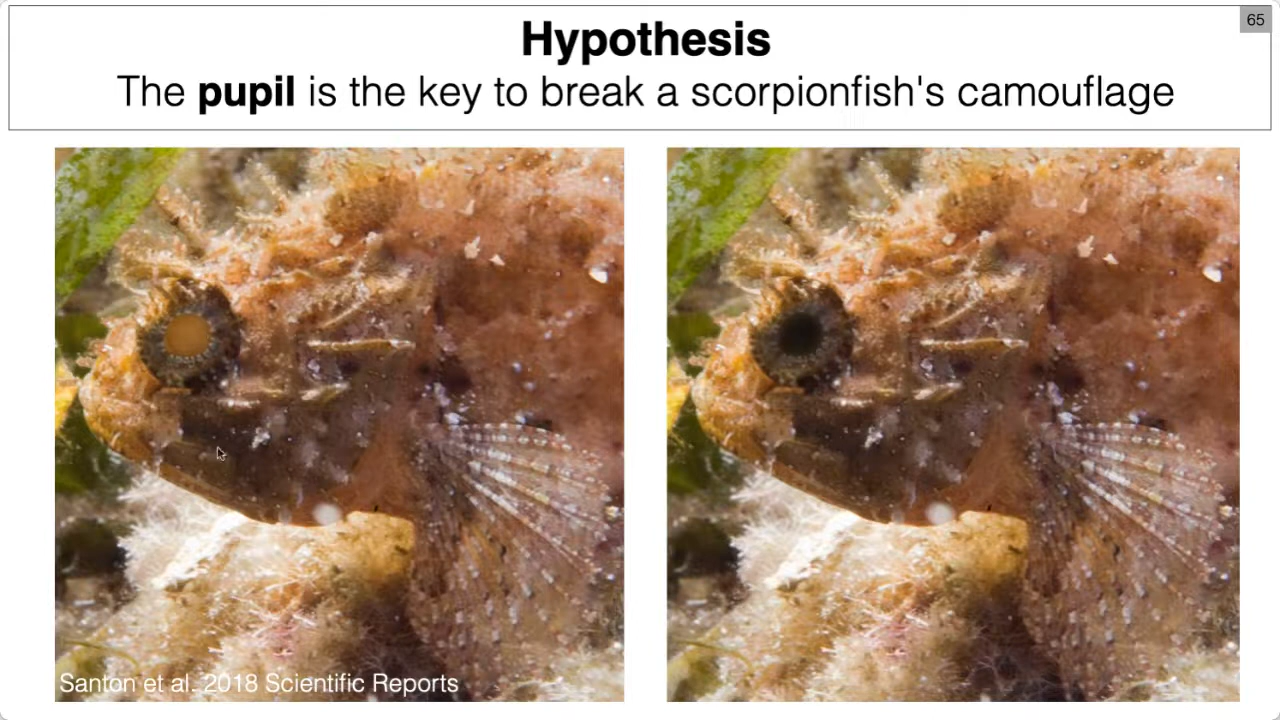 65
Hypothesis
The pupil is the key to break a scorpionfish's camouflage
Santon et al. 2018 Scientific Reports